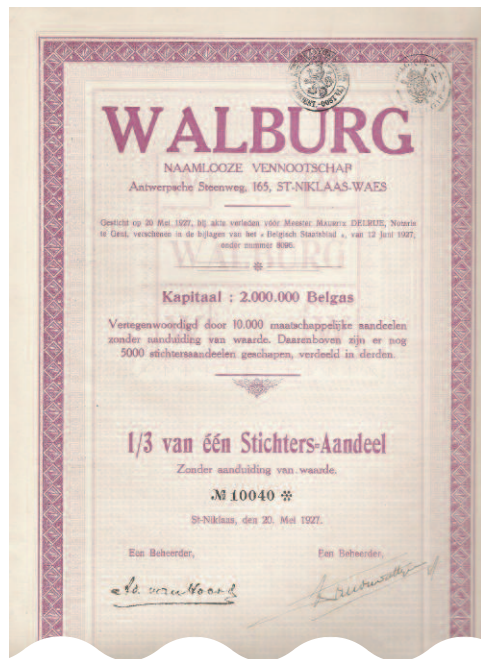 WALBURG
NAAMLOOZE VENNOOTSCHAP
Antwerpsche Steenweg, 165, ST-NIKLAAS-WAES
Gesticht op 20 Mei 1927, bij akte verleden vóór Meester Maurits DELRUE, Notaris
te Gent, verschenen in de bijlagen van het « Belgisch Staatsblad », van 12 Juni 1927,
onder nummer 8096.
Kapitaal : 2.000.000 Belgas
Vertegenwoordigd door 10.000 maatschappelijke aandeelen
zonder aanduiding van waarde. Daarenboven zijn er nog
5000 stichtersaandeelen geschapen, verdeeld in derden.
1/3 van één Stichters-Aandeel
Zonder aanduiding van waarde.
№ 10040 ※
St-Niklaas, den 20. Mei 1927.
Een Beheerder, Een Beheerder,